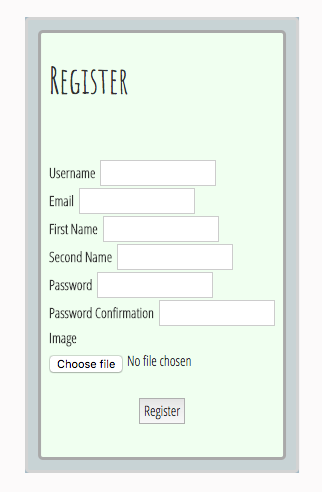 Register
Username
Email
First Name
Second Name
Password
Password Confirmation
Image
Choose file No file chosen
Register